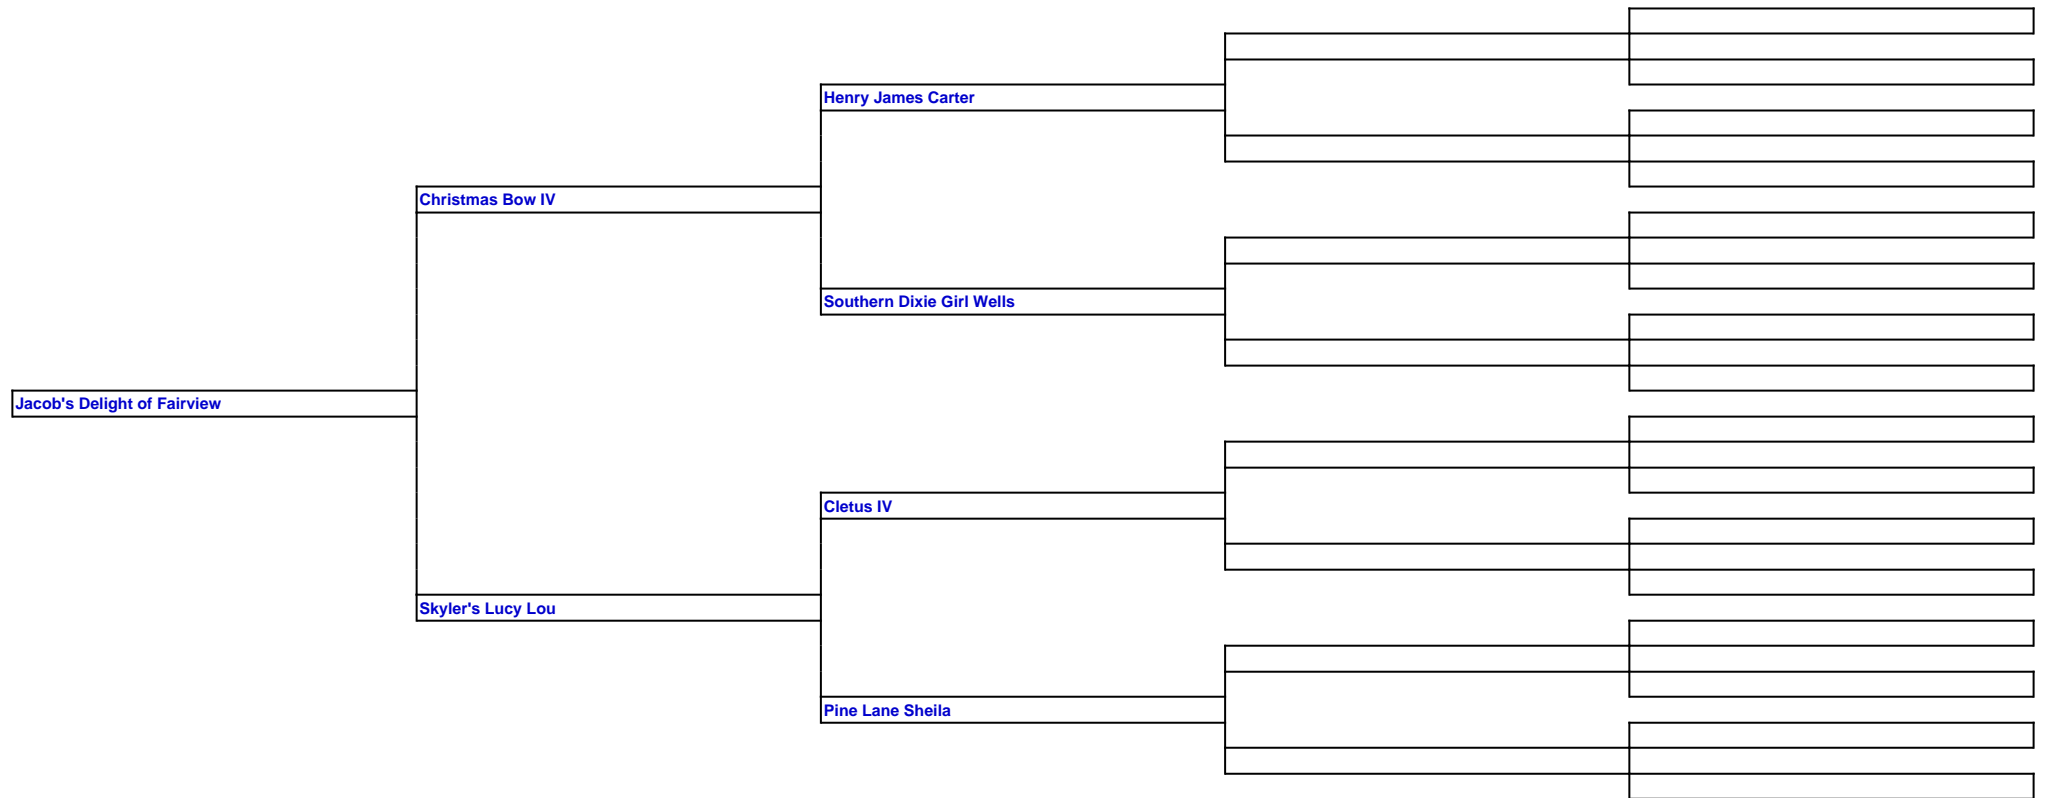 Henry James Carter
Christmas Bow IV
Southern Dixie Girl Wells
Jacob's Delight of Fairview
Cletus IV
Skyler's Lucy Lou
Pine Lane Sheila